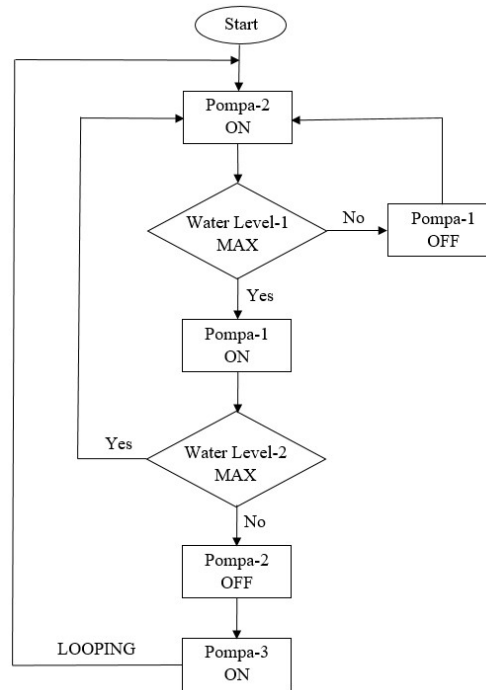 Start
Pompa-2
ON
Water Level-1
MAX
No
Pompa-1
OFF
Yes
Pompa-1
ON
Yes
Water Level-2
MAX
No
Pompa-2
OFF
LOOPING
Pompa-3
ON